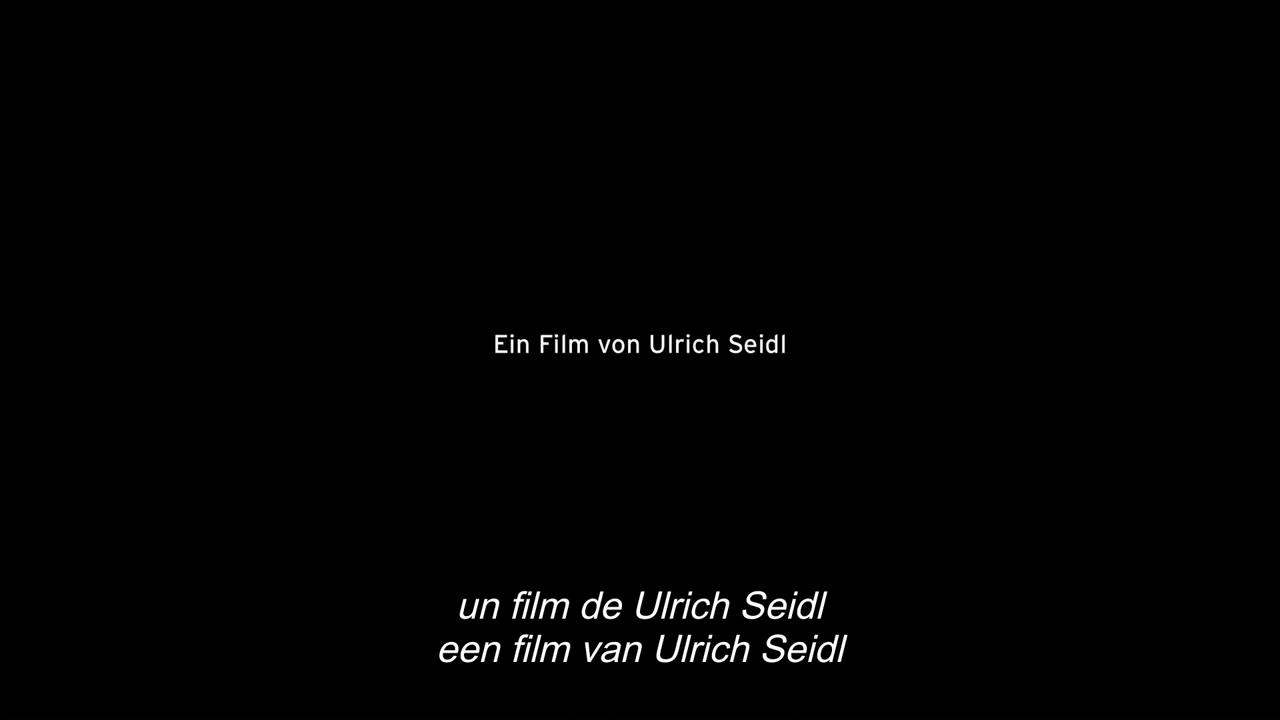 Ein Film von Ulrich Seidl
un film de Ulrich Seidl
een film van Ulrich Seidl